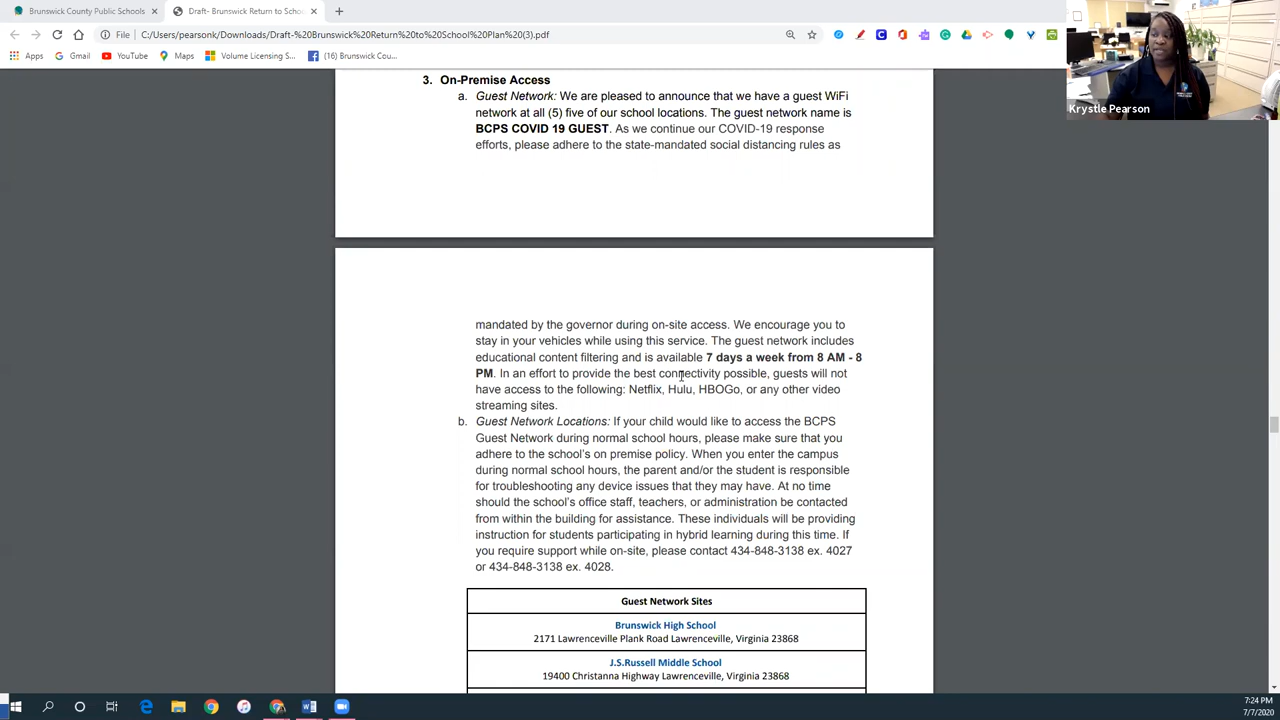 Brunswick County Public Schools
Draft- Brunswick Return to Schoo
File
C:/Users/pearsonk/Downloads/Draft-%20Brunswick%20Return%20to%20School%20Plan%20(3).pdf
Apps
Gmail
YouTube
Maps
Volume Licensing S...
(16) Brunswick Cou...
Krystle Pearson
3. On-Premise Access
a. Guest Network: We are pleased to announce that we have a guest WiFi
network at all (5) five of our school locations. The guest network name is
BCPS COVID 19 GUEST. As we continue our COVID-19 response
efforts, please adhere to the state-mandated social distancing rules as
mandated by the governor during on-site access. We encourage you to
stay in your vehicles while using this service. The guest network includes
educational content filtering and is available 7 days a week from 8 AM - 8
PM. In an effort to provide the best connectivity possible, guests will not
have access to the following: Netflix, Hulu, HBOGo, or any other video
streaming sites.
b. Guest Network Locations: If your child would like to access the BCPS
Guest Network during normal school hours, please make sure that you
adhere to the school's on premise policy. When you enter the campus
during normal school hours, the parent and/or the student is responsible
for troubleshooting any device issues that they may have. At no time
should the school's office staff, teachers, or administration be contacted
from within the building for assistance. These individuals will be providing
instruction for students participating in hybrid learning during this time. If
you require support while on-site, please contact 434-848-3138 ex. 4027
or 434-848-3138 ex. 4028.
Guest Network Sites
Brunswick High School
2171 Lawrenceville Plank Road Lawrenceville, Virginia 23868
J.S.Russell Middle School
19400 Christanna Highway Lawrenceville, Virginia 23868
7:24 PM
7/7/2020